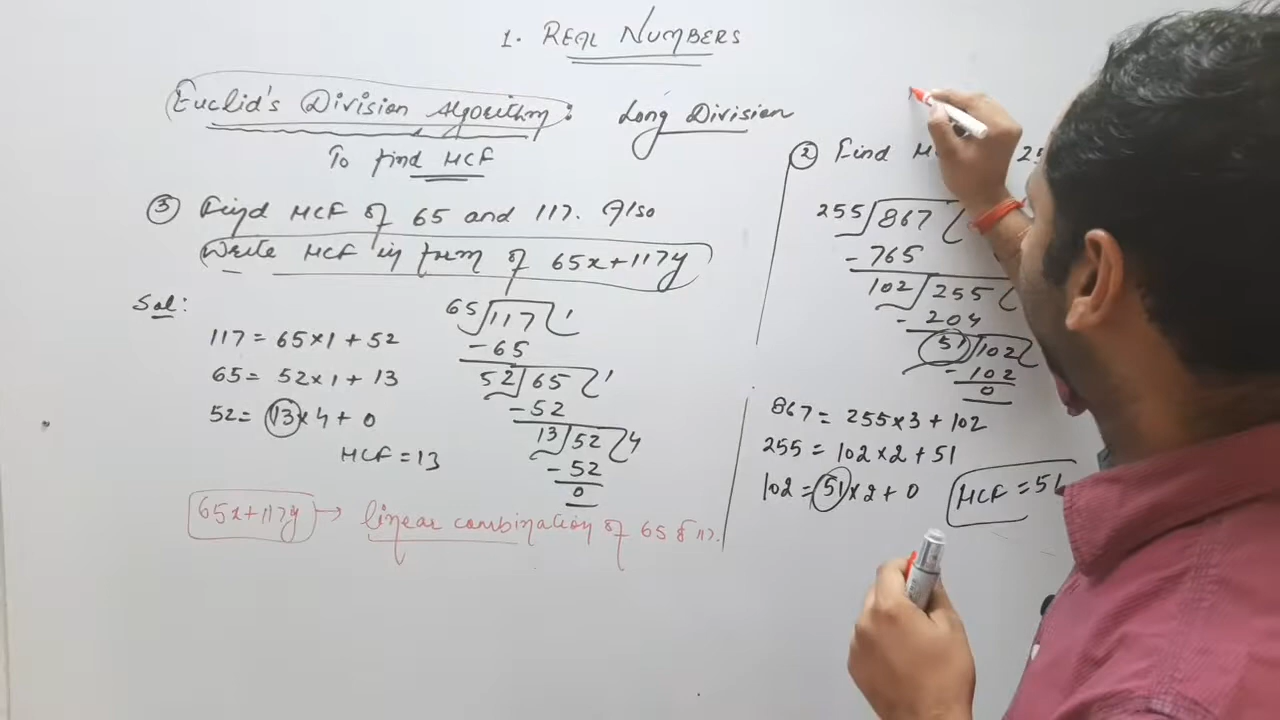 1. REAL NUMBERS
Euclid's Division Algorithm: Long Division
To find HCF
③ Find HCF of 65 and 117. Also
Write HCF in form of 65x+117y
Sol:
117 = 65×1 + 52
65 = 52×1 + 13
52 = 13×4 + 0
HCF = 13
65 117 1
-65
52 65 1
-52
13 52 4
-52
0
65x+117y → linear combination of 65 & 117.
② Find
255 867
- 765
102 255
- 204
51 102
- 102
0
867 = 255×3 + 102
255 = 102×2 + 51
102 = 51×2 + 0
HCF = 51